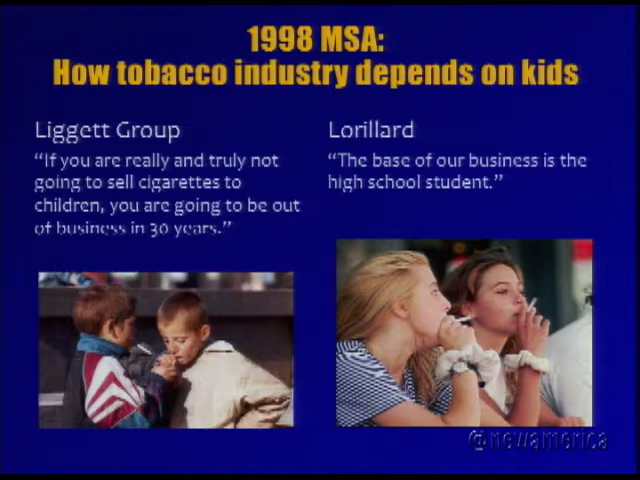 1998 MSA:
How tobacco industry depends on kids
Liggett Group
“If you are really and truly not
going to sell cigarettes to
children, you are going to be out
of business in 30 years.”
Lorillard
“The base of our business is the
high school student.”
@newamerica